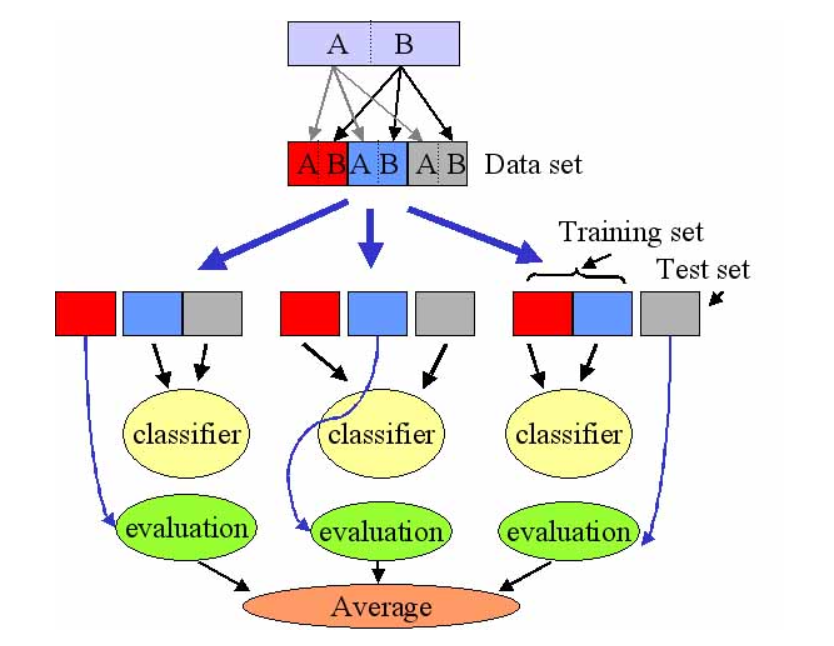 A B
A B A B A B Data set
Training set
Test set
classifier classifier classifier
evaluation evaluation evaluation
Average